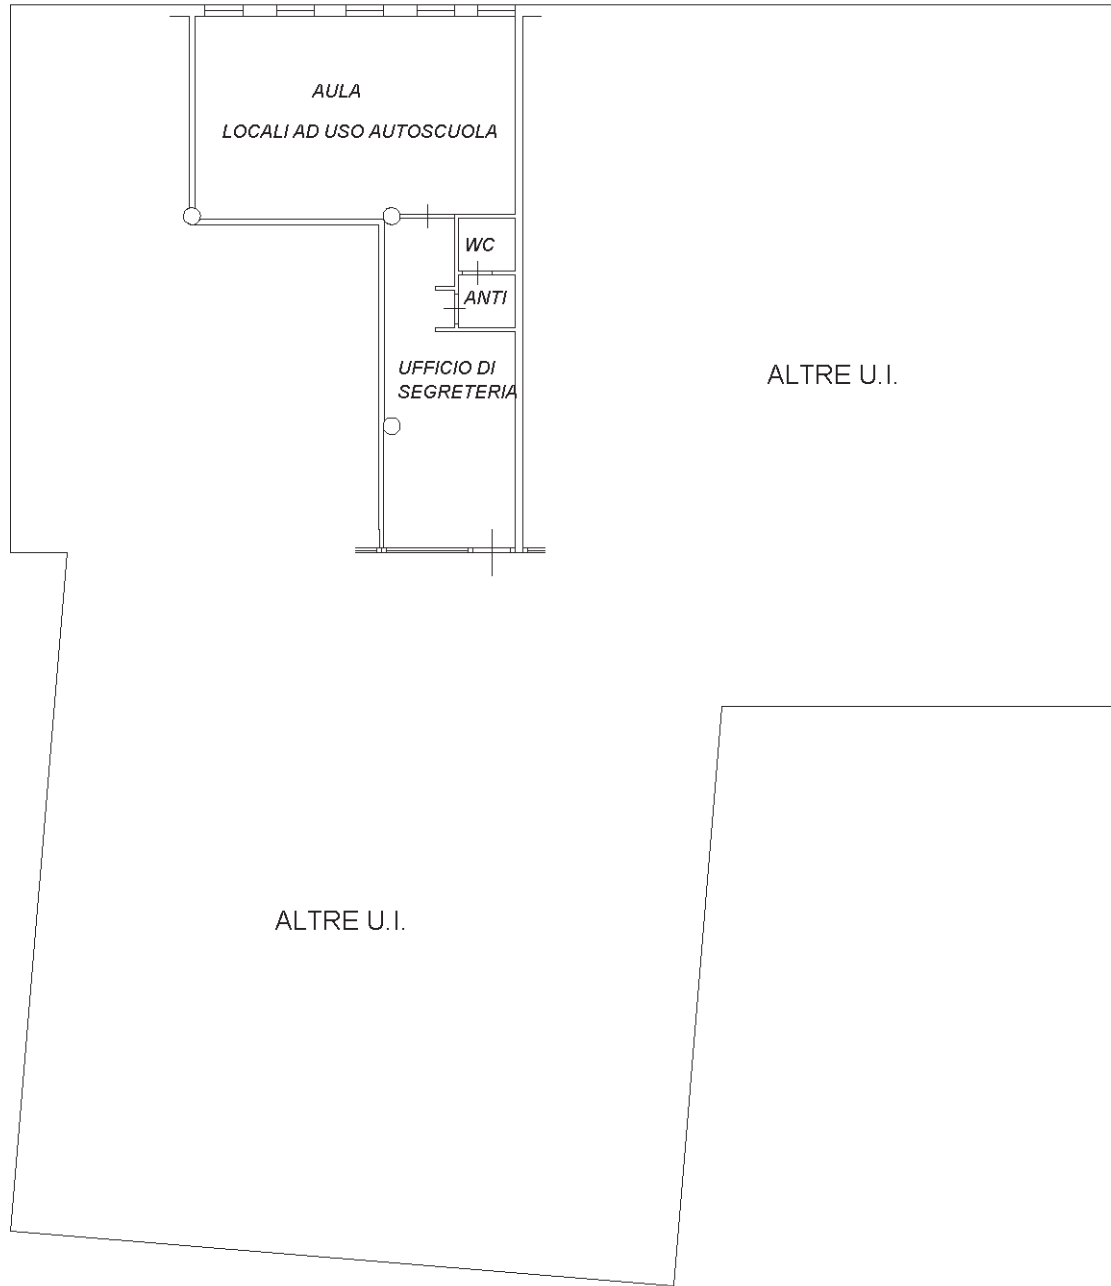 AULA
LOCALI AD USO AUTOSCUOLA
WC
ANTI
UFFICIO DI
SEGRETERIA
ALTRE U.I.
ALTRE U.I.